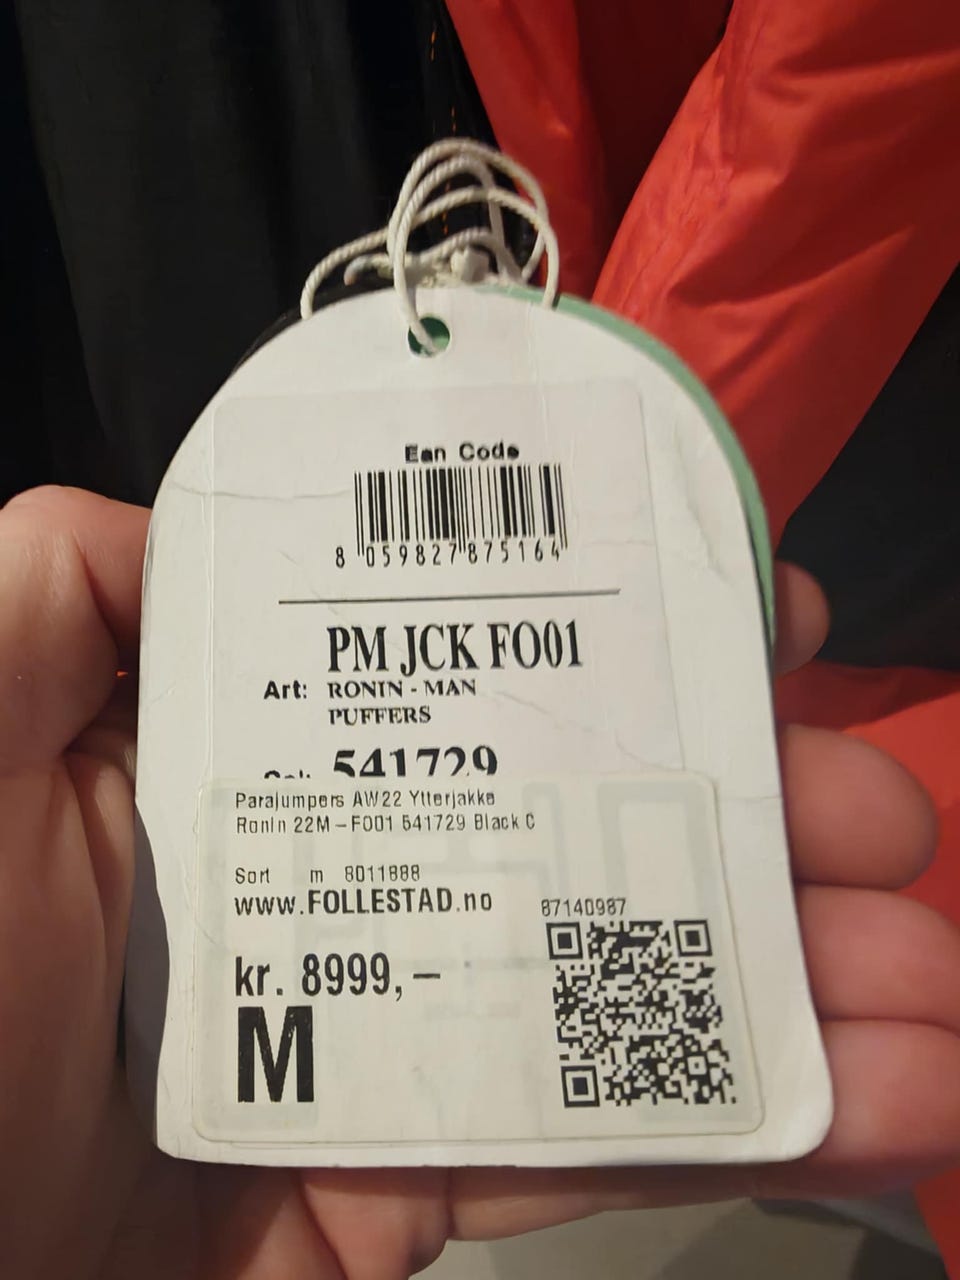 Ean Code
8 059827 875164
PM JCK FO01
Art: RONIN - MAN
PUFFERS
541729
Parajumpers AW22 Ytterjakke
Ronin 22M – FO01 541729 Black C
Sort m 8011888
www.FOLLESTAD.no
87140987
kr. 8999,–
M